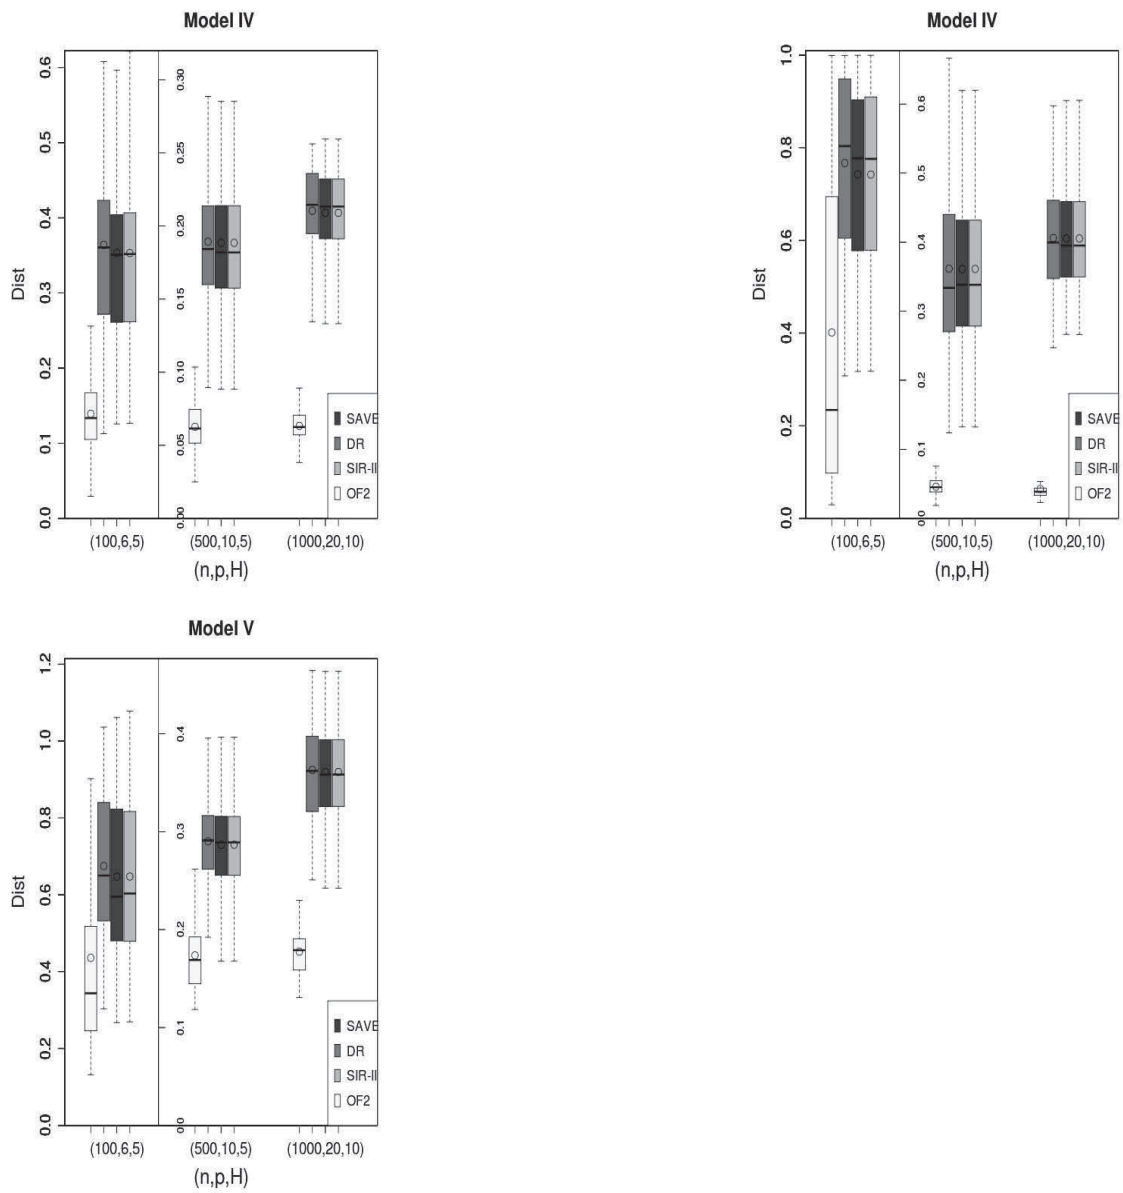 Model IV
0.6
0.5
0.4
0.3
0.2
0.1
0.0
Dist
0.30
0.25
0.20
0.15
0.10
0.05
0.00
SAVE
DR
SIR-II
OF2
(100,6,5) (500,10,5) (1000,20,10)
(n,p,H)
Model IV
1.0
0.8
0.6
0.4
0.2
0.0
Dist
0.6
0.5
0.4
0.3
0.2
0.1
0.0
SAVE
DR
SIR-II
OF2
(100,6,5) (500,10,5) (1000,20,10)
(n,p,H)
Model V
1.2
1.0
0.8
0.6
0.4
0.2
0.0
Dist
0.4
0.3
0.2
0.1
0.0
SAVE
DR
SIR-II
OF2
(100,6,5) (500,10,5) (1000,20,10)
(n,p,H)